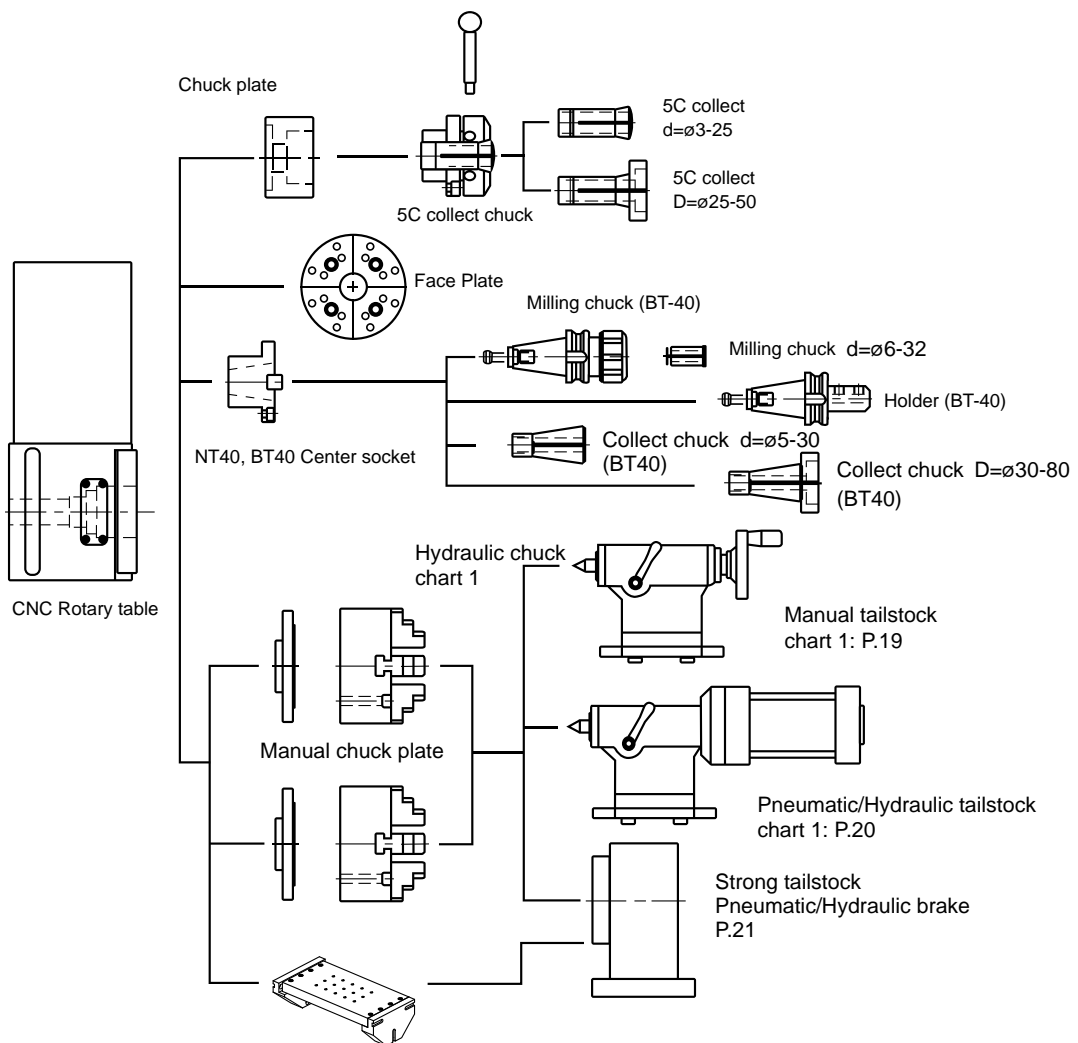 Chuck plate
5C collect
d=ø3-25
5C collect
D=ø25-50
5C collect chuck
Face Plate
Milling chuck (BT-40)
Milling chuck d=ø6-32
Holder (BT-40)
NT40, BT40 Center socket
Collect chuck d=ø5-30
(BT40)
Collect chuck D=ø30-80
(BT40)
CNC Rotary table
Hydraulic chuck
chart 1
Manual tailstock
chart 1: P.19
Manual chuck plate
Pneumatic/Hydraulic tailstock
chart 1: P.20
Strong tailstock
Pneumatic/Hydraulic brake
P.21